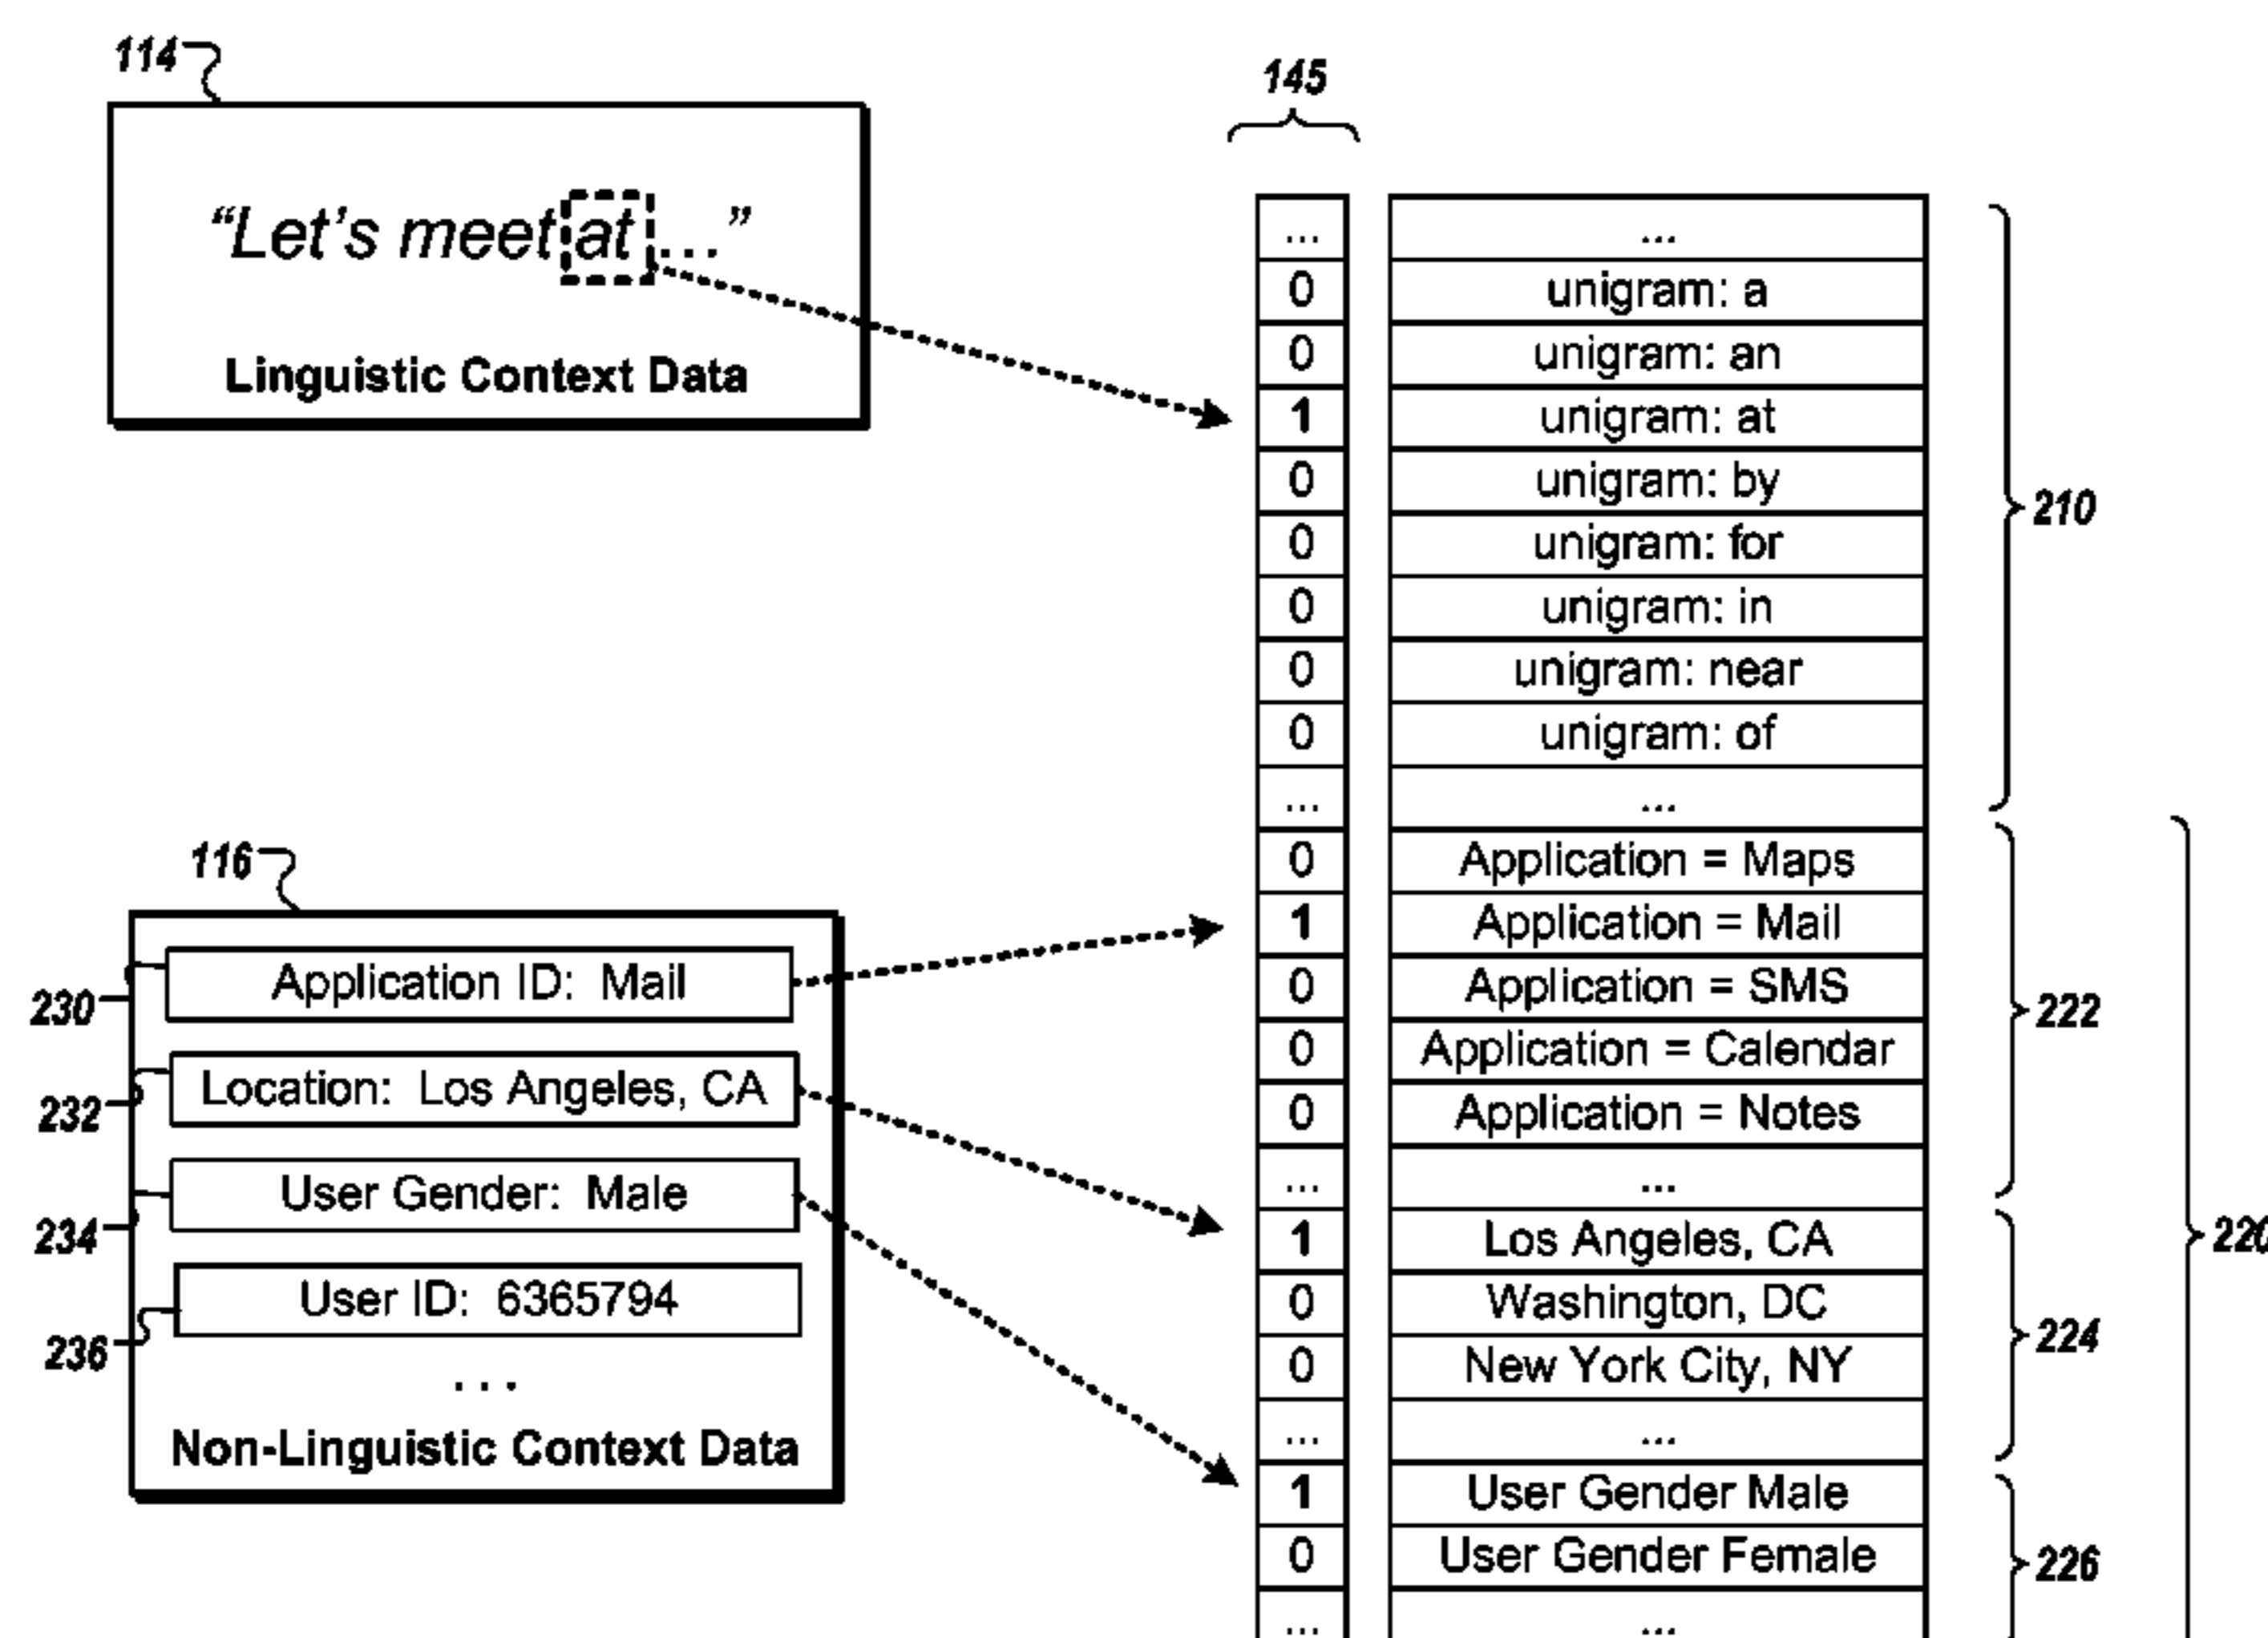 114
“Let’s meet at ...”
Linguistic Context Data
116
230
Application ID: Mail
232
Location: Los Angeles, CA
234
User Gender: Male
236
User ID: 6365794
...
Non-Linguistic Context Data
145
... ...
0 unigram: a
0 unigram: an
1 unigram: at
0 unigram: by
0 unigram: for
0 unigram: in
0 unigram: near
0 unigram: of
... ...
210
0 Application = Maps
1 Application = Mail
0 Application = SMS
0 Application = Calendar
0 Application = Notes
... ...
222
1 Los Angeles, CA
0 Washington, DC
0 New York City, NY
... ...
224
1 User Gender Male
0 User Gender Female
... ...
226
220